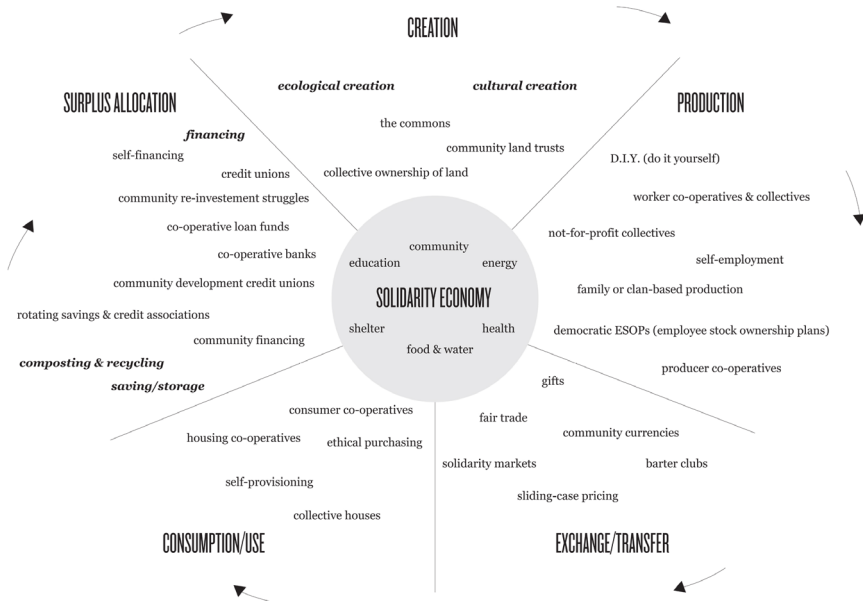 CREATION
ecological creation
cultural creation
the commons
community land trusts
collective ownership of land
PRODUCTION
D.I.Y. (do it yourself)
worker co-operatives & collectives
not-for-profit collectives
self-employment
family or clan-based production
democratic ESOPs (employee stock ownership plans)
producer co-operatives
EXCHANGE/TRANSFER
gifts
fair trade
community currencies
solidarity markets
barter clubs
sliding-case pricing
CONSUMPTION/USE
consumer co-operatives
housing co-operatives
ethical purchasing
self-provisioning
collective houses
SURPLUS ALLOCATION
financing
self-financing
credit unions
community re-investement struggles
co-operative loan funds
co-operative banks
community development credit unions
rotating savings & credit associations
community financing
composting & recycling
saving/storage
SOLIDARITY ECONOMY
community
education
energy
shelter
health
food & water